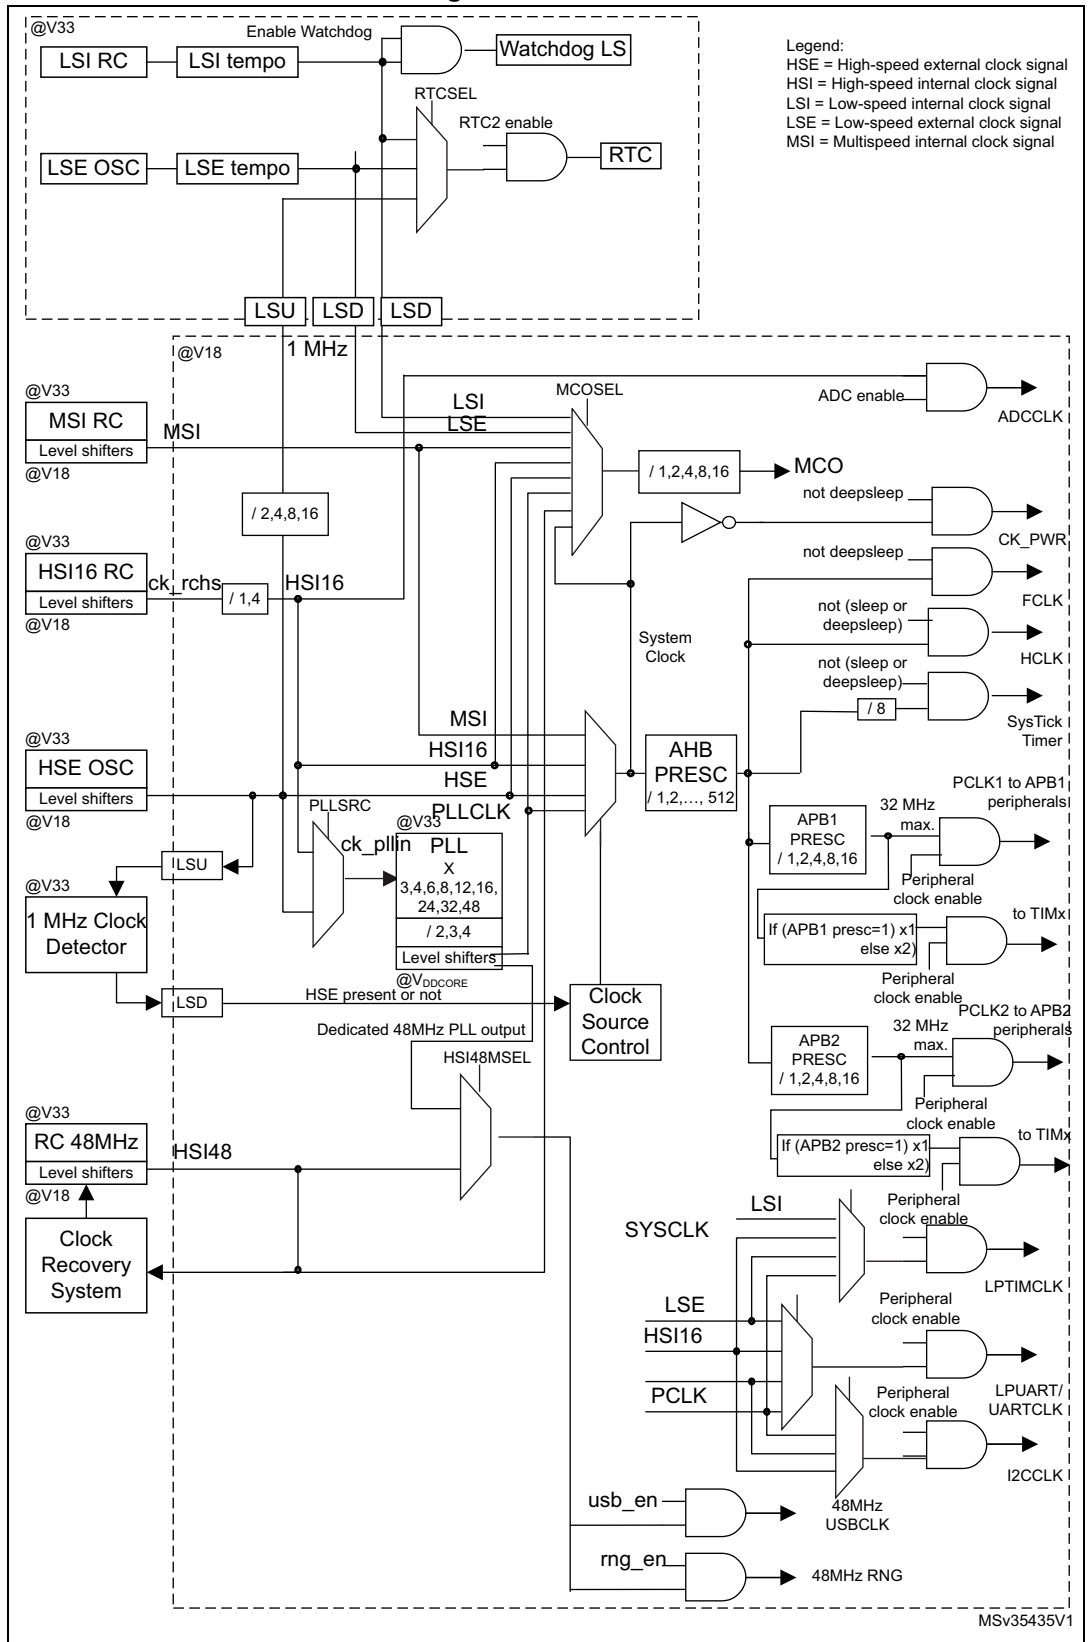 @V33
Enable Watchdog
LSI RC
LSI tempo
Watchdog LS
Legend:
HSE = High-speed external clock signal
HSI = High-speed internal clock signal
LSI = Low-speed internal clock signal
LSE = Low-speed external clock signal
MSI = Multispeed internal clock signal
RTCSEL
RTC2 enable
LSE OSC
LSE tempo
RTC
LSU
LSD
LSD
@V18
1 MHz
@V33
MSI RC
Level shifters
@V18
MSI
LSI
LSE
MCOSEL
ADC enable
ADCCLK
/ 1,2,4,8,16
MCO
/ 2,4,8,16
not deepsleep
CK_PWR
@V33
HSI16 RC
Level shifters
@V18
ck_rchs
/ 1,4
HSI16
not deepsleep
FCLK
System
Clock
not (sleep or
deepsleep)
HCLK
not (sleep or
deepsleep)
/ 8
SysTick
Timer
@V33
HSE OSC
Level shifters
@V18
MSI
HSI16
HSE
PLLCLK
AHB
PRESC
/ 1,2,..., 512
PLLSRC
ck_pllin
@V33
PLL
X
3,4,6,8,12,16,
24,32,48
/ 2,3,4
Level shifters
@VDDCORE
PCLK1 to APB1
peripherals
32 MHz
max.
APB1
PRESC
/ 1,2,4,8,16
Peripheral
clock enable
LSU
@V33
1 MHz Clock
Detector
If (APB1 presc=1) x1
else x2)
to TIMx
Peripheral
clock enable
LSD
HSE present or not
Clock
Source
Control
Dedicated 48MHz PLL output
HSI48MSEL
PCLK2 to APB2
peripherals
32 MHz
max.
APB2
PRESC
/ 1,2,4,8,16
Peripheral
clock enable
@V33
RC 48MHz
Level shifters
@V18
HSI48
If (APB2 presc=1) x1
else x2)
to TIMx
Peripheral
clock enable
Clock
Recovery
System
LSI
SYSCLK
LPTIMCLK
LSE
HSI16
Peripheral
clock enable
LPUART/
UARTCLK
PCLK
Peripheral
clock enable
I2CCLK
usb_en
48MHz
USBCLK
rng_en
48MHz RNG
MSv35435V1